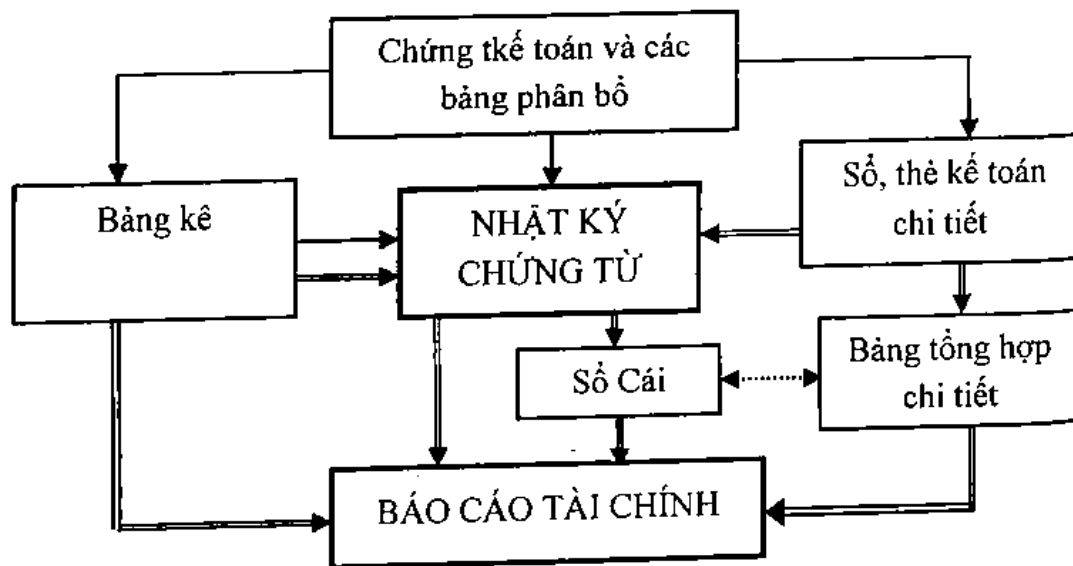 Chứng tkế toán và các
bảng phân bổ
Bảng kê
NHẬT KÝ
CHỨNG TỪ
Sổ, thẻ kế toán
chi tiết
Sổ Cái
Bảng tổng hợp
chi tiết
BÁO CÁO TÀI CHÍNH